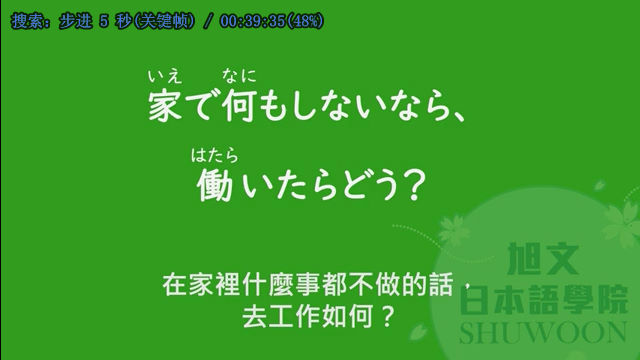 搜索: 步进 5 秒(关键帧) / 00:39:35(48%)
いえ なに
家で何もしないなら、
はたら
働いたらどう？
在家裡什麼事都不做的話，
去工作如何？
旭文
日本語學院
SHUWOON